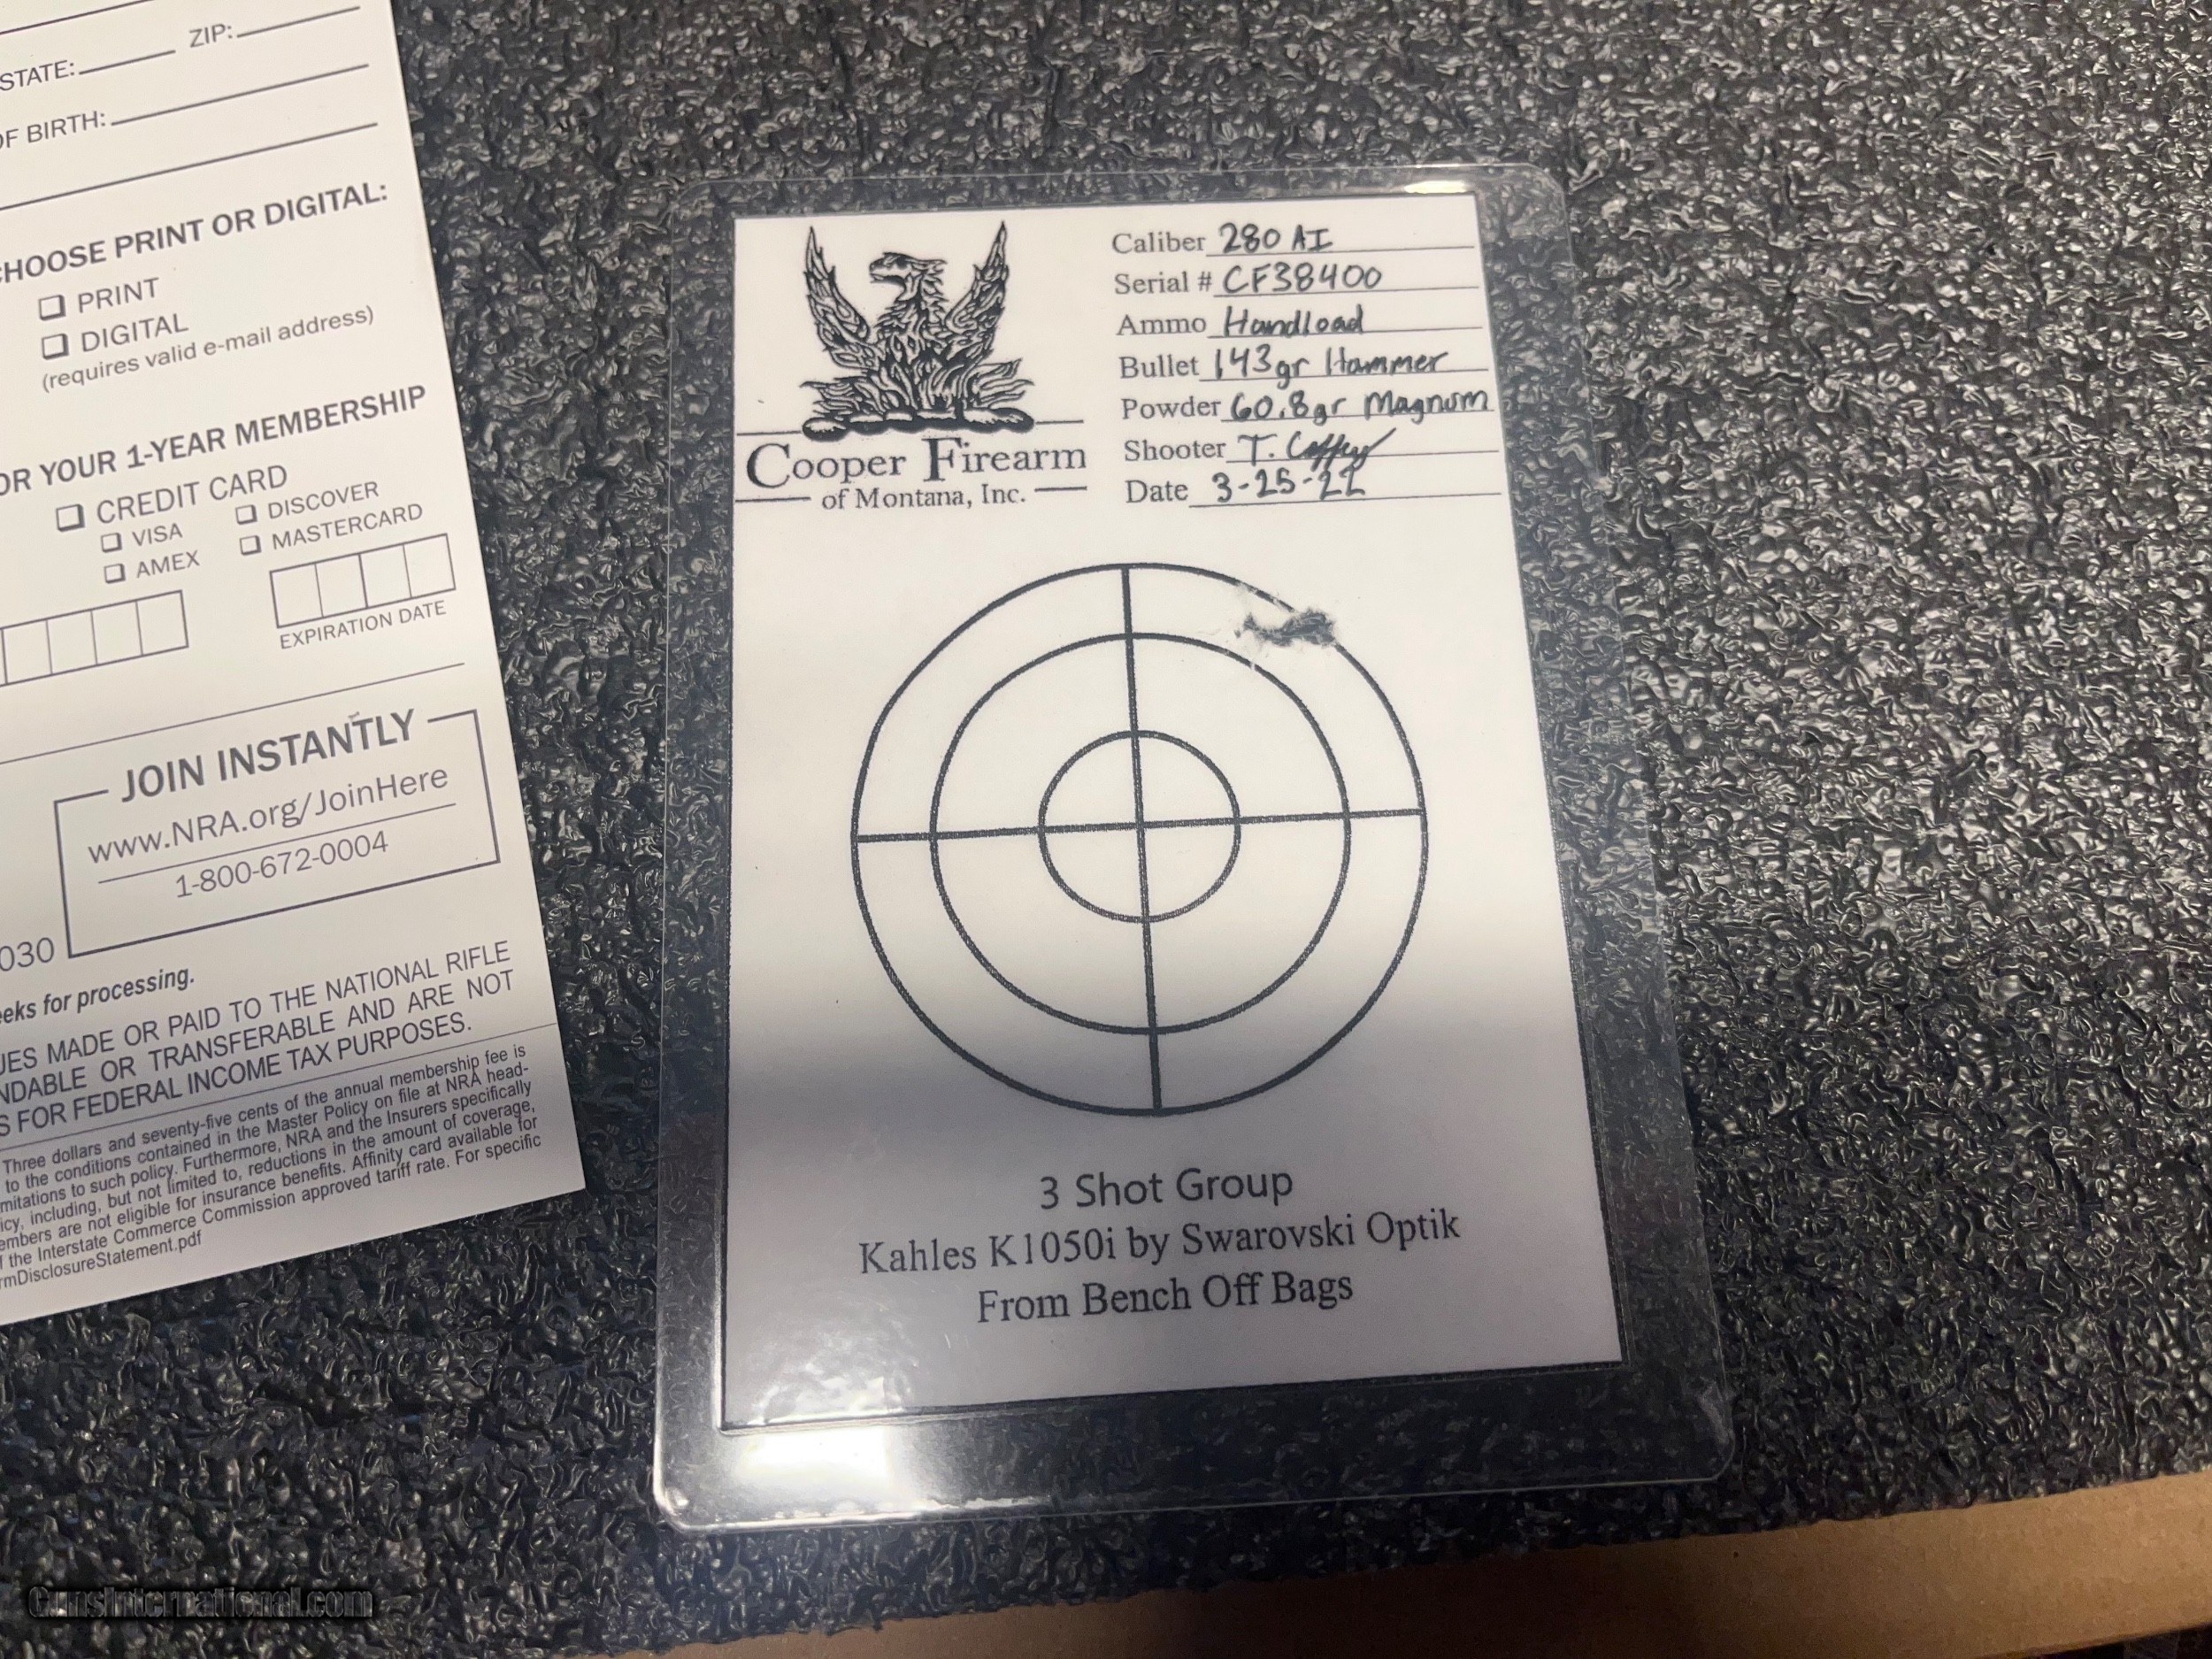 STATE:
ZIP:
OF BIRTH:
CHOOSE PRINT OR DIGITAL:
PRINT
DIGITAL
(requires valid e-mail address)
OR YOUR 1-YEAR MEMBERSHIP
CREDIT CARD
VISA
DISCOVER
AMEX
MASTERCARD
EXPIRATION DATE
JOIN INSTANTLY
www.NRA.org/JoinHere
1-800-672-0004
030
eeks for processing.
UES MADE OR PAID TO THE NATIONAL RIFLE
NDABLE OR TRANSFERABLE AND ARE NOT
S FOR FEDERAL INCOME TAX PURPOSES.
Three dollars and seventy-five cents of the annual membership fee is
to the conditions contained in the Master Policy on file at NRA head-
mitations to such policy. Furthermore, NRA and the Insurers specifically
icy, including, but not limited to, reductions in the amount of coverage,
embers are not eligible for insurance benefits. Affinity card available for
f the Interstate Commerce Commission approved tariff rate. For specific
rmDisclosureStatement.pdf
Cooper Firearm
of Montana, Inc.
Caliber 280 AI
Serial # CF38400
Ammo Handload
Bullet 143gr Hammer
Powder 60.8gr Magnum
Shooter T. Coffey
Date 3-25-22
3 Shot Group
Kahles K1050i by Swarovski Optik
From Bench Off Bags
GunsInternational.com